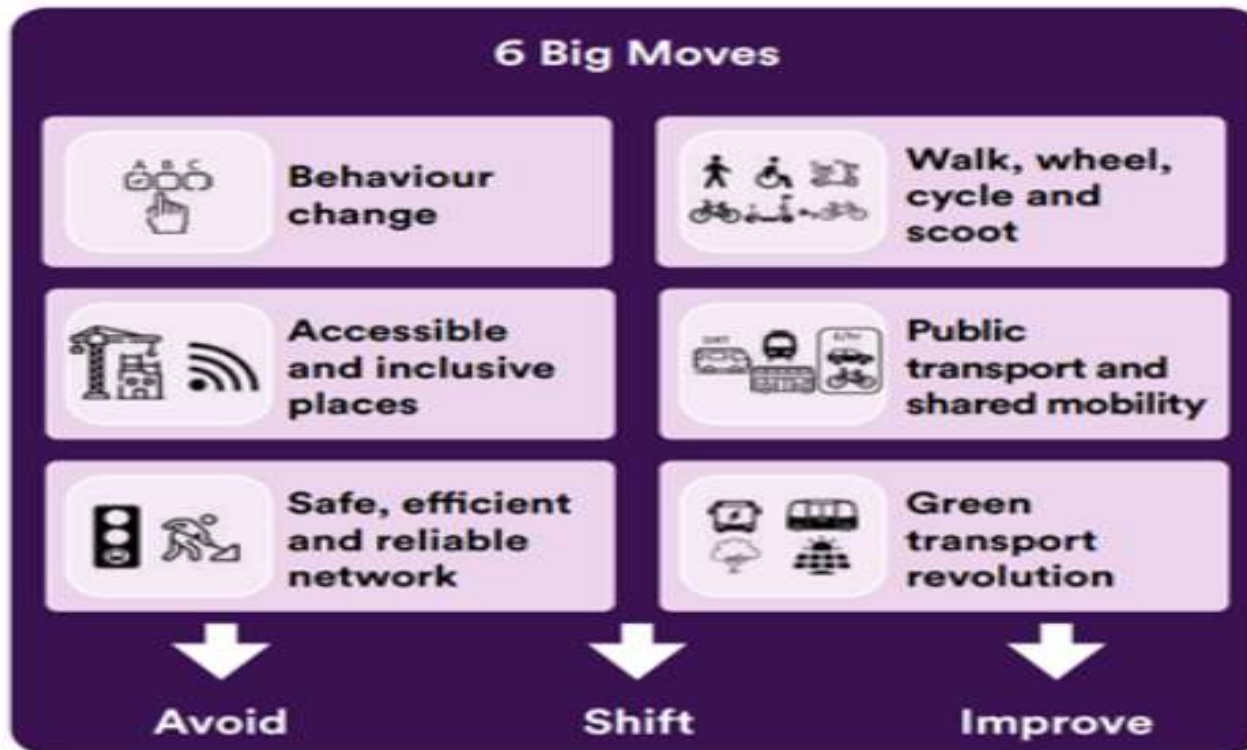 6 Big Moves
A B C
Behaviour
change
Walk, wheel,
cycle and
scoot
Accessible
and inclusive
places
Public
transport and
shared mobility
Safe, efficient
and reliable
network
Green
transport
revolution
Avoid
Shift
Improve